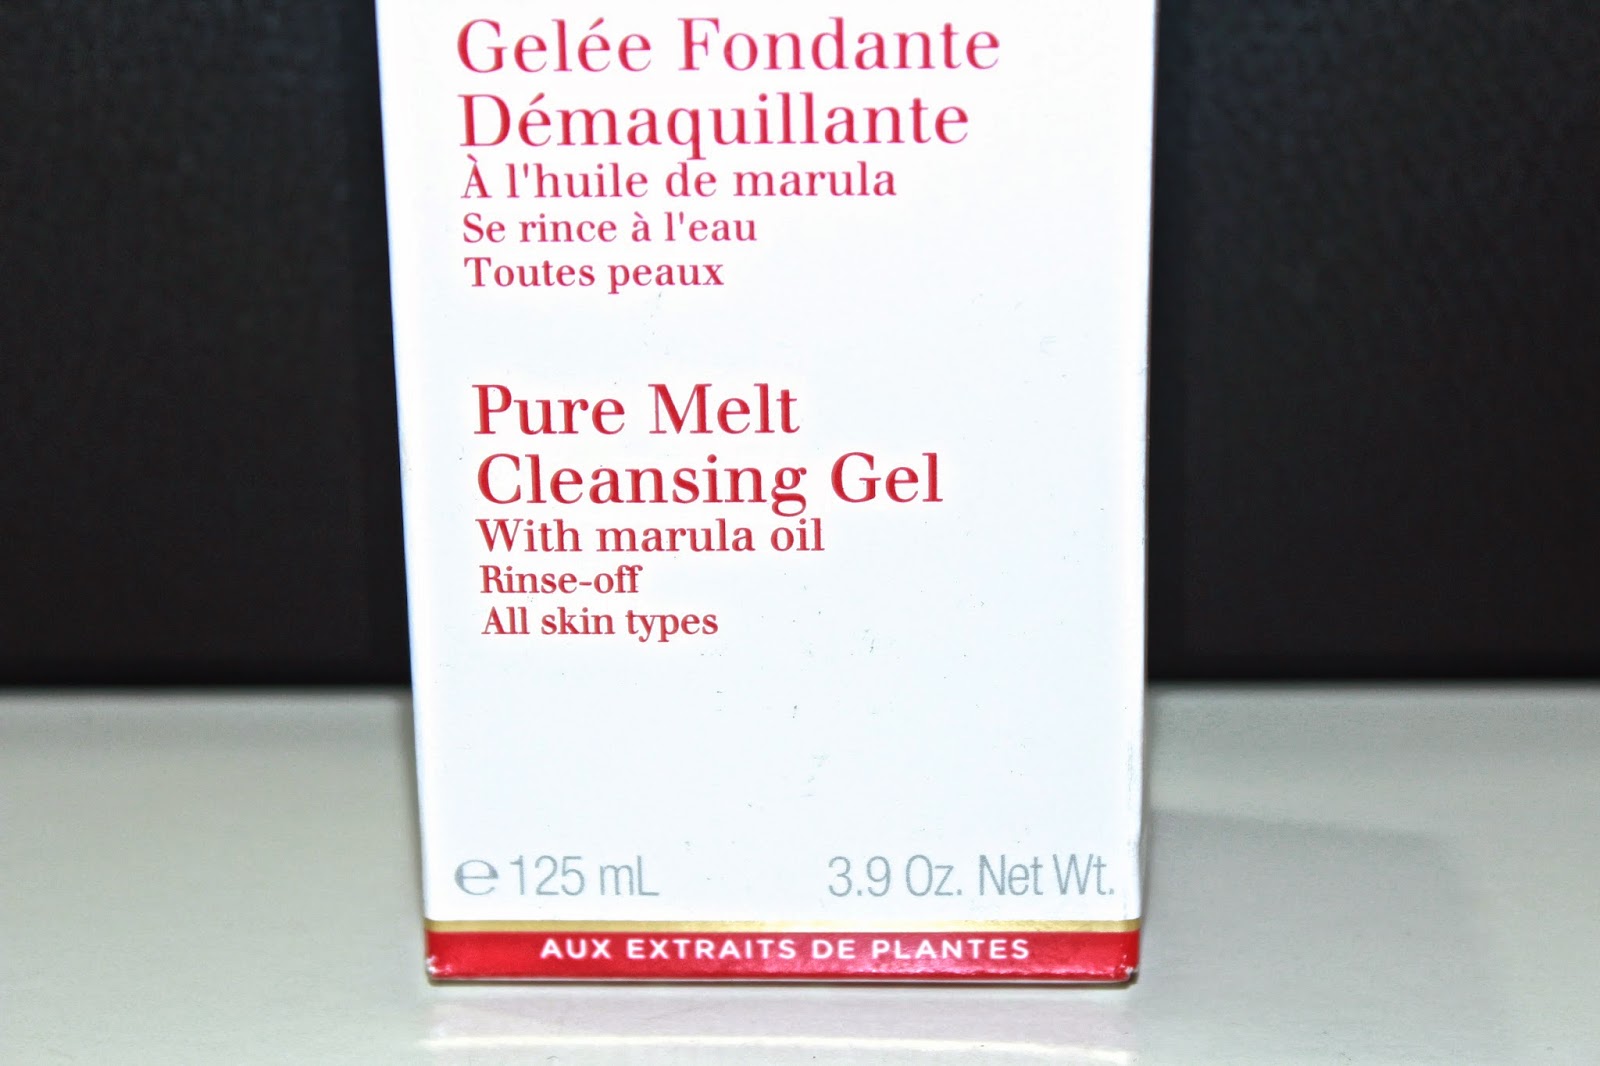 Gelée Fondante
Démaquillante
À l'huile de marula
Se rince à l'eau
Toutes peaux
Pure Melt
Cleansing Gel
With marula oil
Rinse-off
All skin types
℮ 125 mL 3.9 Oz. Net Wt.
AUX EXTRAITS DE PLANTES